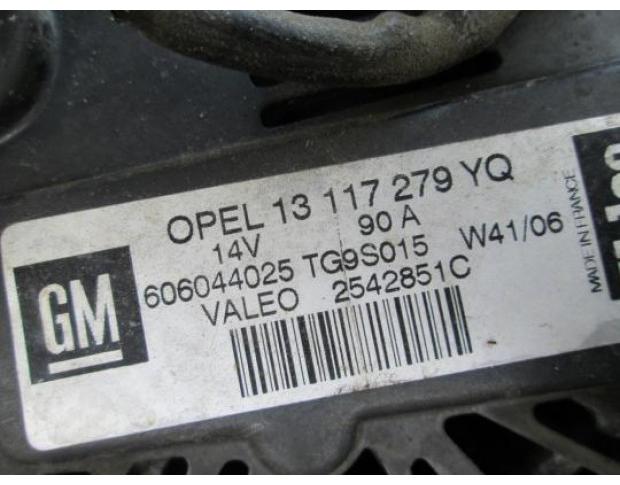 OPEL 13 117 279 YQ
14V 90 A
606044025 TG9S015 W41/06
VALEO 2542851C
GM
MADE IN FRANCE